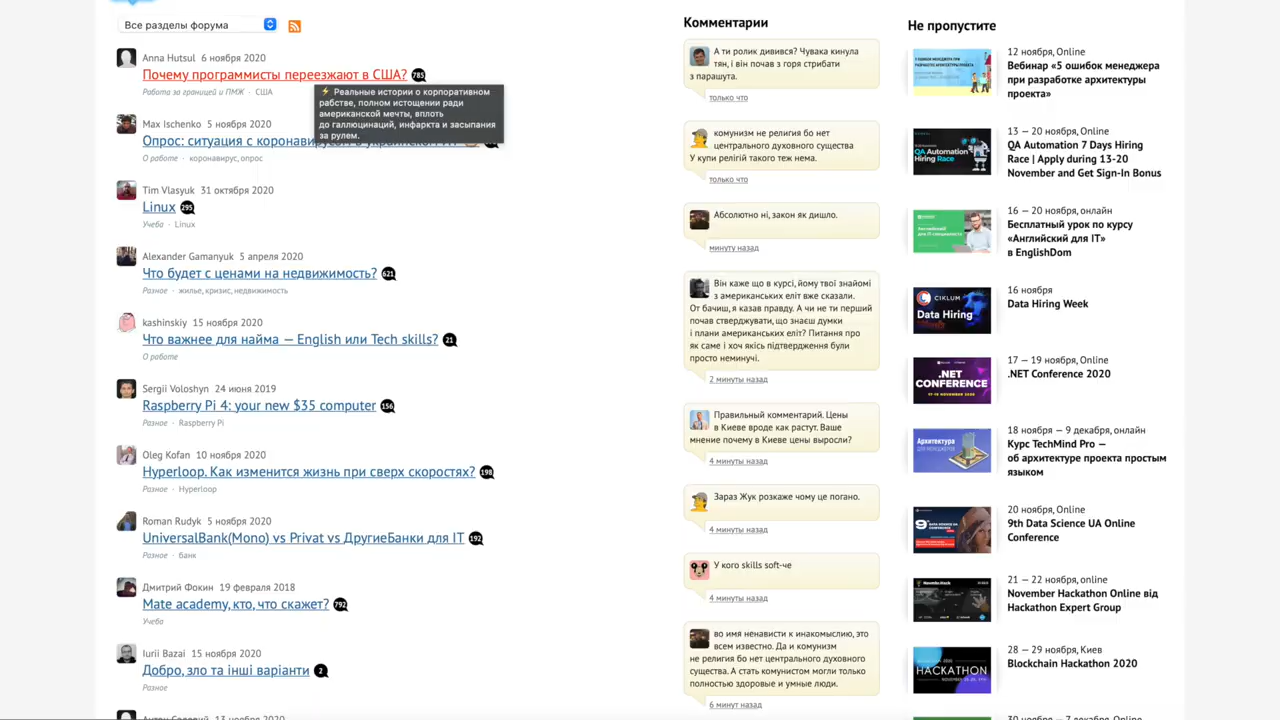 Все разделы форума
Anna Hutsul 6 ноября 2020
Почему программисты переезжают в США? 785
Работа за границей и ПМЖ · США
⚡ Реальные истории о корпоративном
рабстве, полном истощении ради
американской мечты, вплоть
до галлюцинаций, инфаркта и засыпания
за рулем.
Max Ischenko 5 ноября 2020
Опрос: ситуация с коронавирусом в украинском ИТ
О работе · коронавирус, опрос
Tim Vlasyuk 31 октября 2020
Linux 295
Учеба · Linux
Alexander Gamanyuk 5 апреля 2020
Что будет с ценами на недвижимость? 621
Разное · жилье, кризис, недвижимость
kashinskiy 15 ноября 2020
Что важнее для найма — English или Tech skills? 21
О работе
Sergii Voloshyn 24 июня 2019
Raspberry Pi 4: your new $35 computer 156
Разное · Raspberry Pi
Oleg Kofan 10 ноября 2020
Hyperloop. Как изменится жизнь при сверх скоростях? 198
Разное · Hyperloop
Roman Rudyk 5 ноября 2020
UniversalBank(Mono) vs Privat vs ДругиеБанки для IT 192
Разное · банк
Дмитрий Фокин 19 февраля 2018
Mate academy, кто, что скажет? 792
Учеба
Iurii Bazai 15 ноября 2020
Добро, зло та інші варіанти 2
Разное
13 ноября 2020
Комментарии
А ти ролик дивився? Чувака кинула
тян, і він почав з горя стрибати
з парашута.
только что
комунизм не религия бо нет
центрального духовного существа
У купи релігій такого теж нема.
только что
Абсолютно ні, закон як дишло.
минуту назад
Він каже що в курсі, йому твої знайомі
з американських еліт вже сказали.
От бачиш, я казав правду. А чи не ти перший
почав стверджувати, що знаєш думки
і плани американських еліт? Питання про
як саме і хоч якісь підтвердження були
просто неминучі.
2 минуты назад
Правильный комментарий. Цены
в Киеве вроде как растут. Ваше
мнение почему в Киеве цены выросли?
4 минуты назад
Зараз Жук розкаже чому це погано.
4 минуты назад
У кого skills soft-че
4 минуты назад
во имя ненависти к инакомыслию, это
всем известно. Да и комунизм
не религия бо нет центрального духовного
существа. А стать комунистом могли только
полностью здоровые и умные люди.
6 минут назад
Не пропустите
12 ноября, Online
Вебинар «5 ошибок менеджера
при разработке архитектуры
проекта»
13 — 20 ноября, Online
QA Automation 7 Days Hiring
Race | Apply during 13-20
November and Get Sign-In Bonus
QA Automation
Hiring Race
16 — 20 ноября, онлайн
Бесплатный урок по курсу
«Английский для IT»
в EnglishDom
16 ноября
Data Hiring Week
CIKLUM
Data Hiring
17 — 19 ноября, Online
.NET Conference 2020
.NET
CONFERENCE
18 ноября — 9 декабря, онлайн
Курс TechMind Pro —
об архитектуре проекта простым
языком
Архитектура
20 ноября, Online
9th Data Science UA Online
Conference
21 — 22 ноября, online
November Hackathon Online від
Hackathon Expert Group
28 — 29 ноября, Киев
Blockchain Hackathon 2020
HACKATHON
30 ноября — 7 декабря, Online